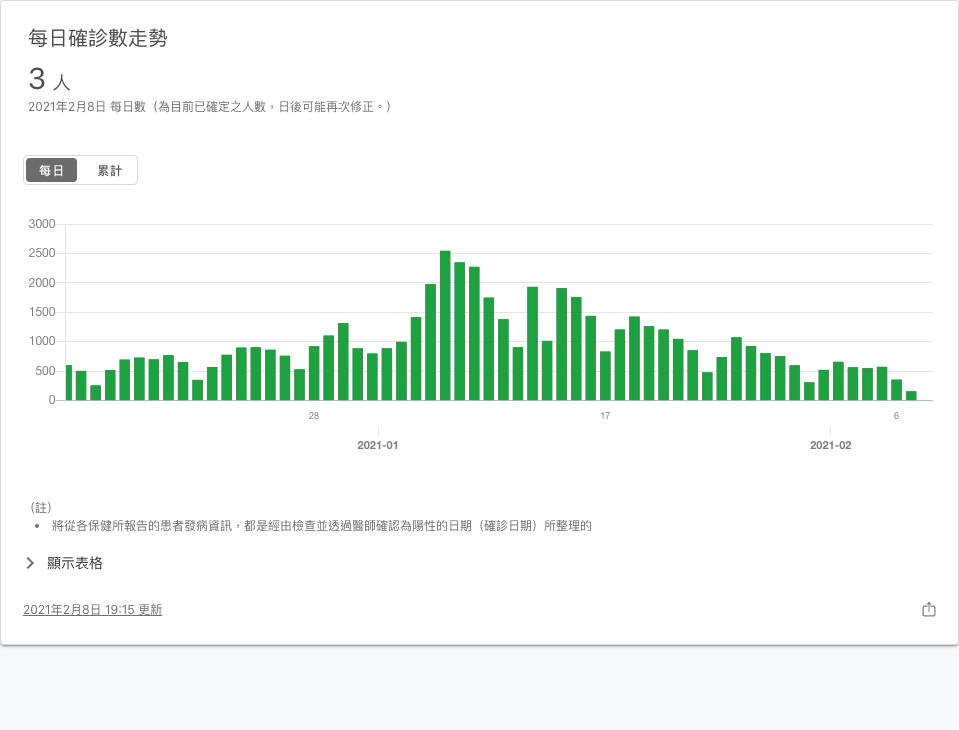 每日確診數走勢
3 人
2021年2月8日 每日數（為目前已確定之人數，日後可能再次修正。）
每日 累計
3000
2500
2000
1500
1000
500
0
28 17 6
2021-01 2021-02
（註）
• 將從各保健所報告的患者發病資訊，都是經由檢查並透過醫師確認為陽性的日期（確診日期）所整理的
顯示表格
2021年2月8日 19:15 更新